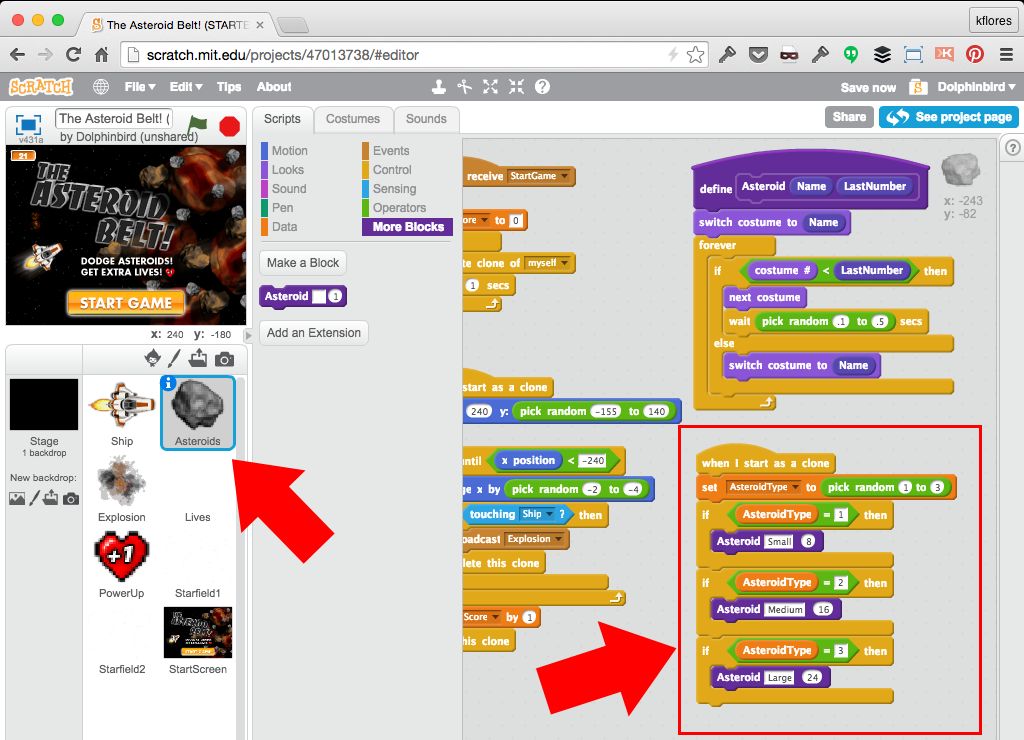 The Asteroid Belt! (STARTE
kflores
scratch.mit.edu/projects/47013738/#editor
SCRATCH
File
Edit
Tips
About
Save now
Dolphinbird
v431a
The Asteroid Belt! (
by Dolphinbird (unshared)
Scripts
Costumes
Sounds
Share
See project page
21
THE
ASTEROID
BELT!
DODGE ASTEROIDS!
GET EXTRA LIVES!
START GAME
x: 240 y: -180
Motion
Looks
Sound
Pen
Data
Events
Control
Sensing
Operators
More Blocks
Make a Block
Asteroid 1
Add an Extension
Stage
1 backdrop
New backdrop:
Ship
Asteroids
Explosion
Lives
+1
PowerUp
Starfield1
Starfield2
StartScreen
receive StartGame
ore to 0
te clone of myself
1 secs
start as a clone
240 y: pick random -155 to 140
until x position < -240
ge x by pick random -2 to -4
touching Ship ? then
oadcast Explosion
lete this clone
Score by 1
his clone
define Asteroid Name LastNumber
switch costume to Name
forever
if costume # < LastNumber then
next costume
wait pick random .1 to .5 secs
else
switch costume to Name
x: -243
y: -82
when I start as a clone
set AsteroidType to pick random 1 to 3
if AsteroidType = 1 then
Asteroid Small 8
if AsteroidType = 2 then
Asteroid Medium 16
if AsteroidType = 3 then
Asteroid Large 24